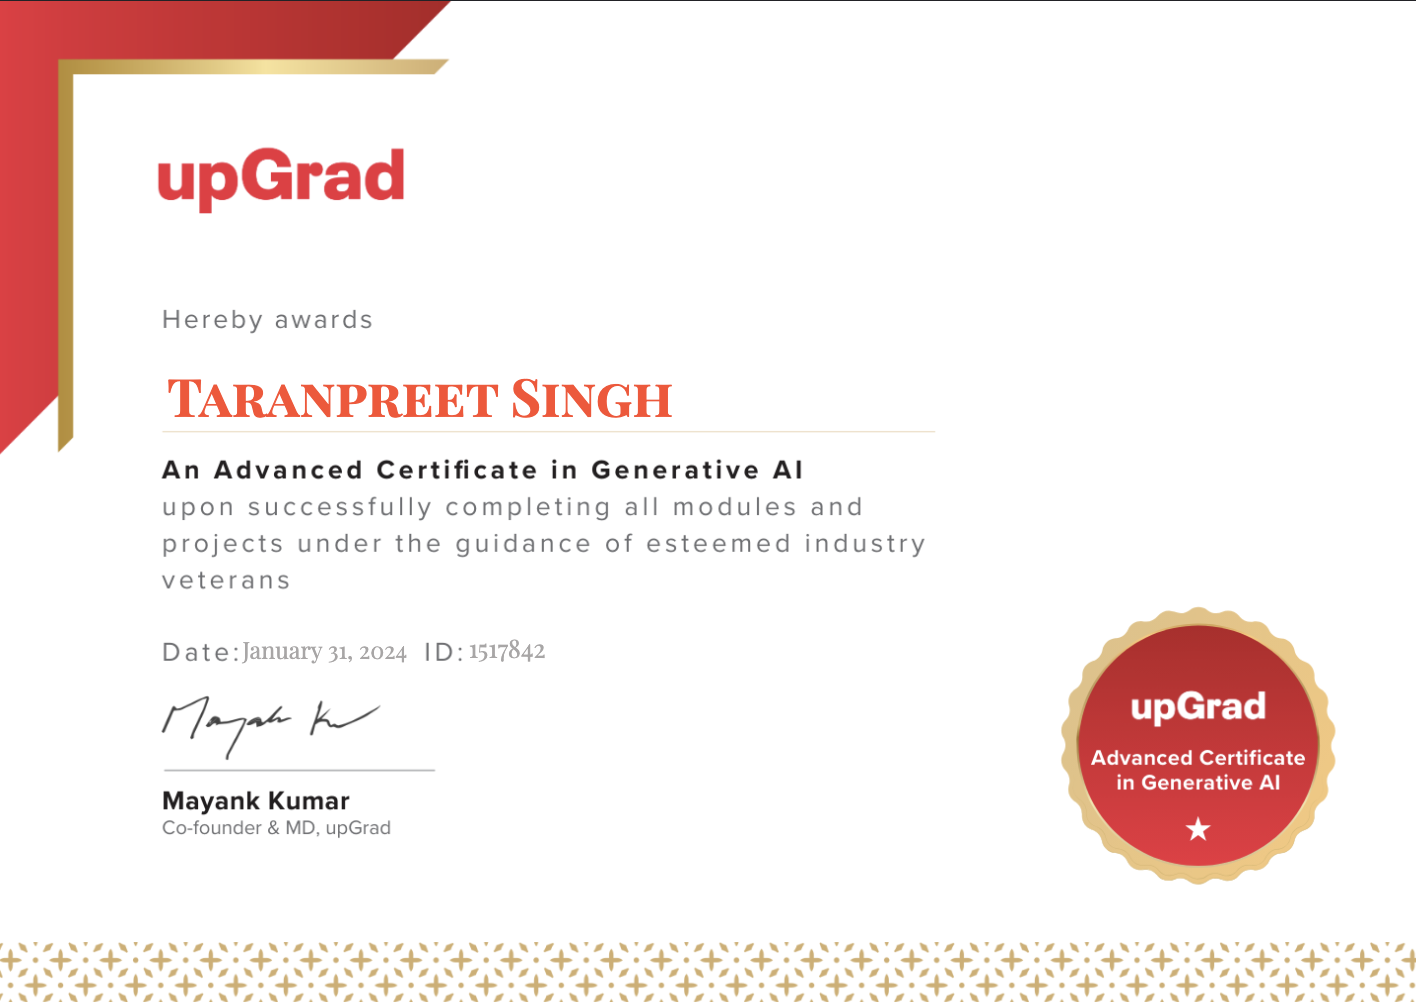 upGrad
Hereby awards
Taranpreet Singh
An Advanced Certificate in Generative AI
upon successfully completing all modules and
projects under the guidance of esteemed industry
veterans
Date: January 31, 2024 ID: 1517842
Mayank Kumar
Co-founder & MD, upGrad
upGrad
Advanced Certificate
in Generative AI